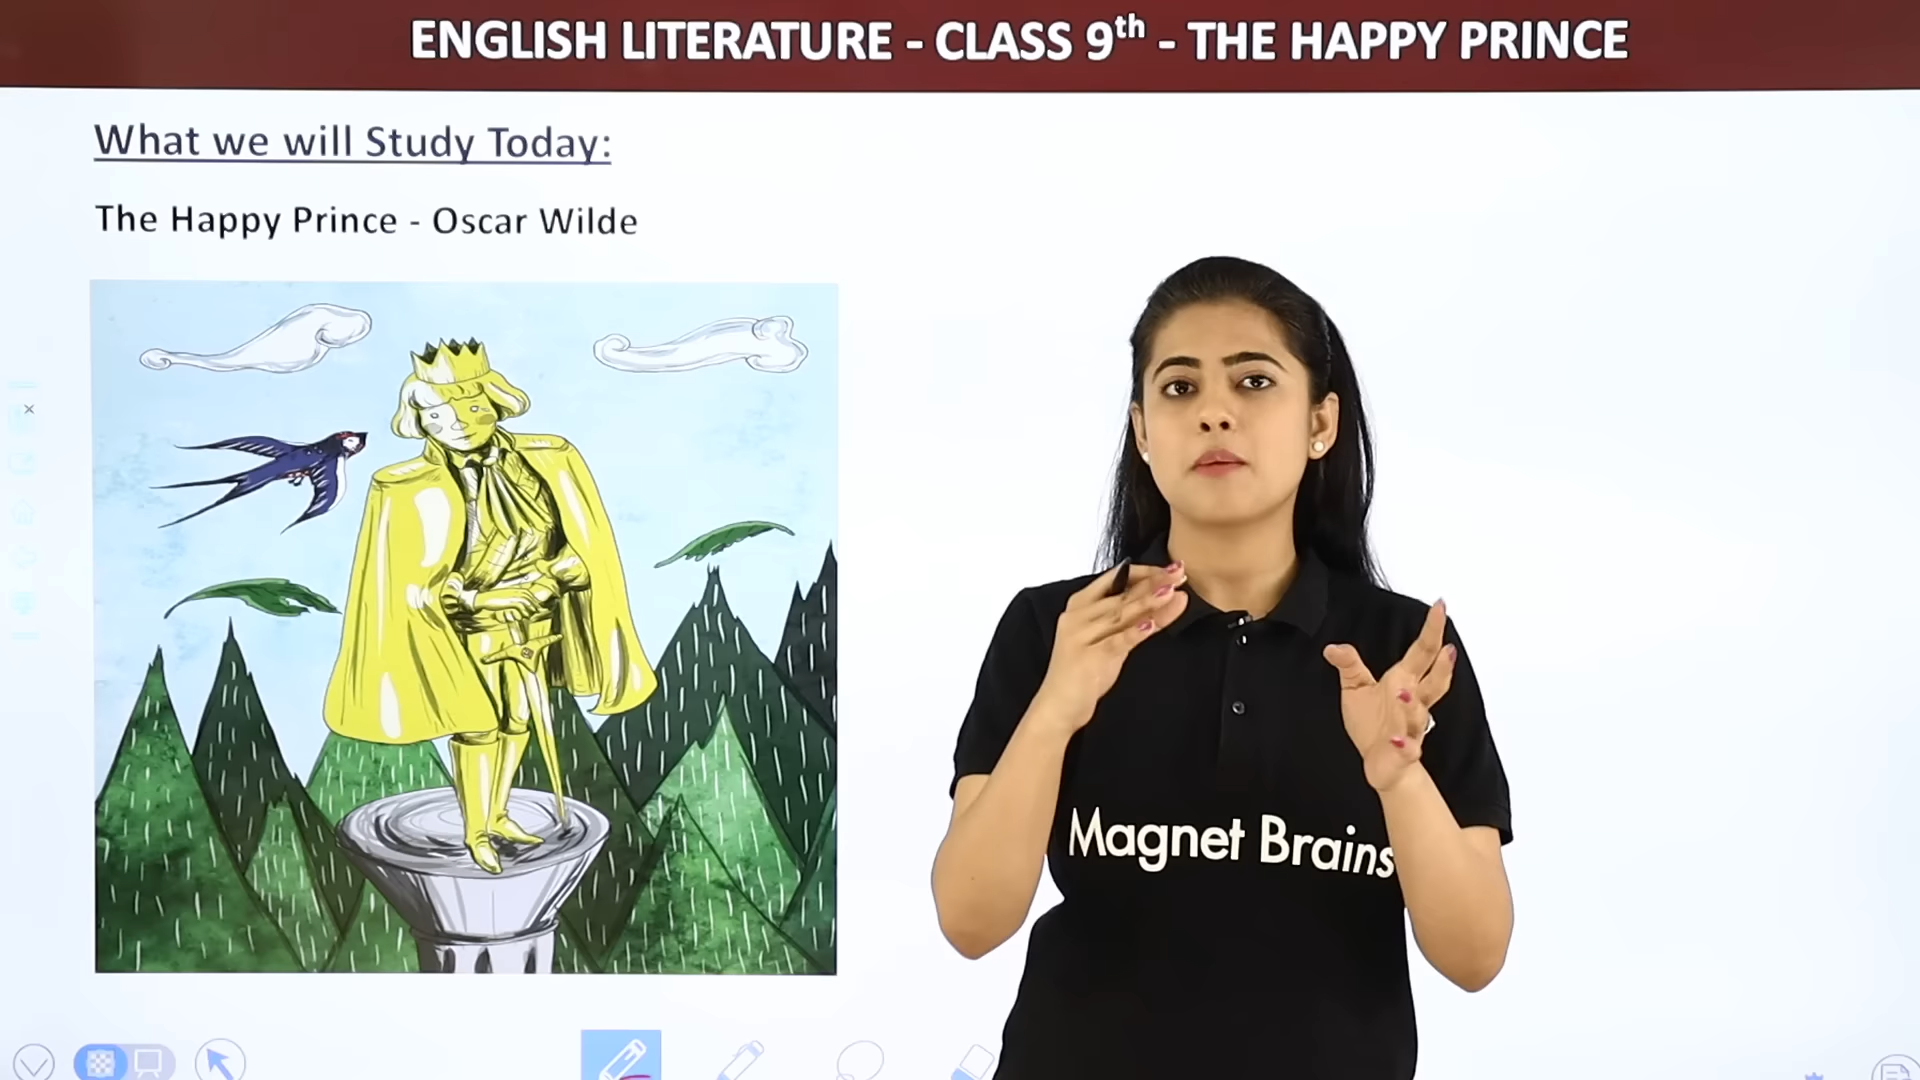 ENGLISH LITERATURE - CLASS 9th - THE HAPPY PRINCE
What we will Study Today:
The Happy Prince - Oscar Wilde
Magnet Brains